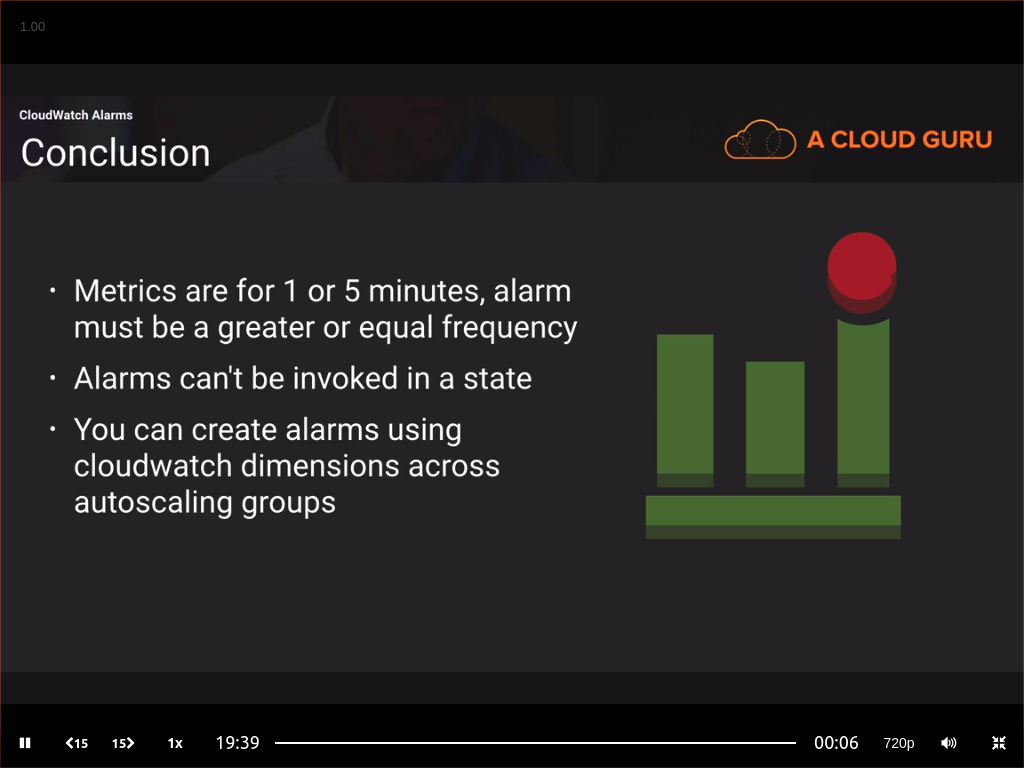 1.00
CloudWatch Alarms
Conclusion
A CLOUD GURU
• Metrics are for 1 or 5 minutes, alarm
must be a greater or equal frequency
• Alarms can't be invoked in a state
• You can create alarms using
cloudwatch dimensions across
autoscaling groups
15 15 1x 19:39 00:06 720p